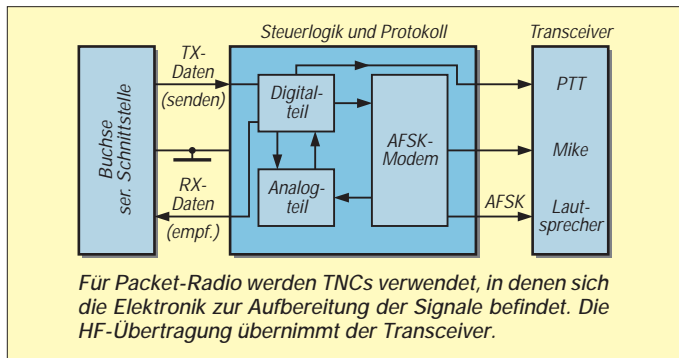 Steuerlogik und Protokoll
Transceiver
Buchse
ser. Schnittstelle
TX-
Daten
(senden)
RX-
Daten
(empf.)
Digital-
teil
Analog-
teil
AFSK-
Modem
AFSK
PTT
Mike
Laut-
sprecher
Für Packet-Radio werden TNCs verwendet, in denen sich
die Elektronik zur Aufbereitung der Signale befindet. Die
HF-Übertragung übernimmt der Transceiver.